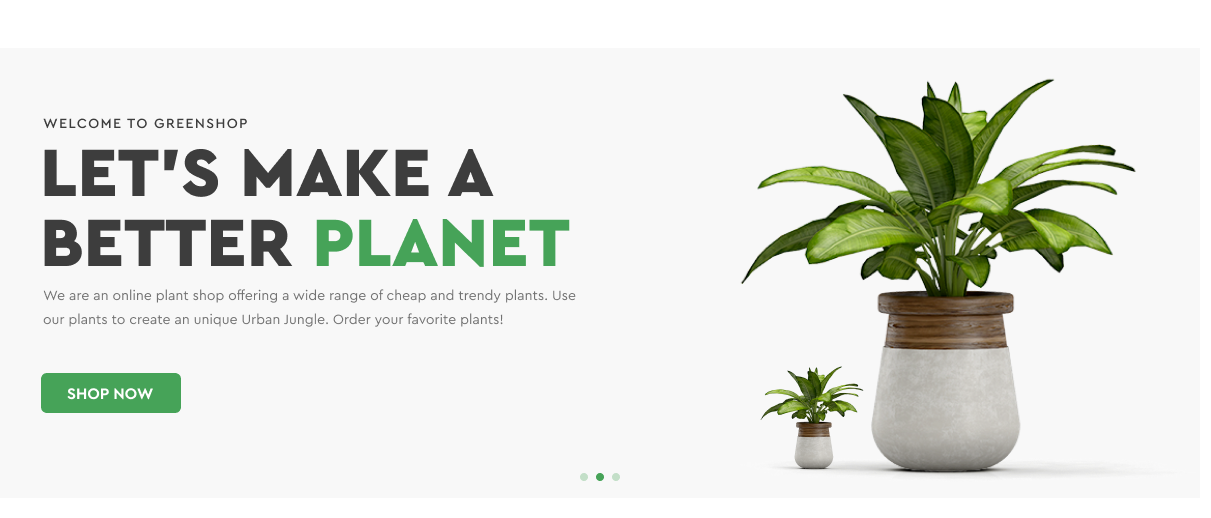 WELCOME TO GREENSHOP
LET'S MAKE A
BETTER PLANET
We are an online plant shop offering a wide range of cheap and trendy plants. Use
our plants to create an unique Urban Jungle. Order your favorite plants!
SHOP NOW